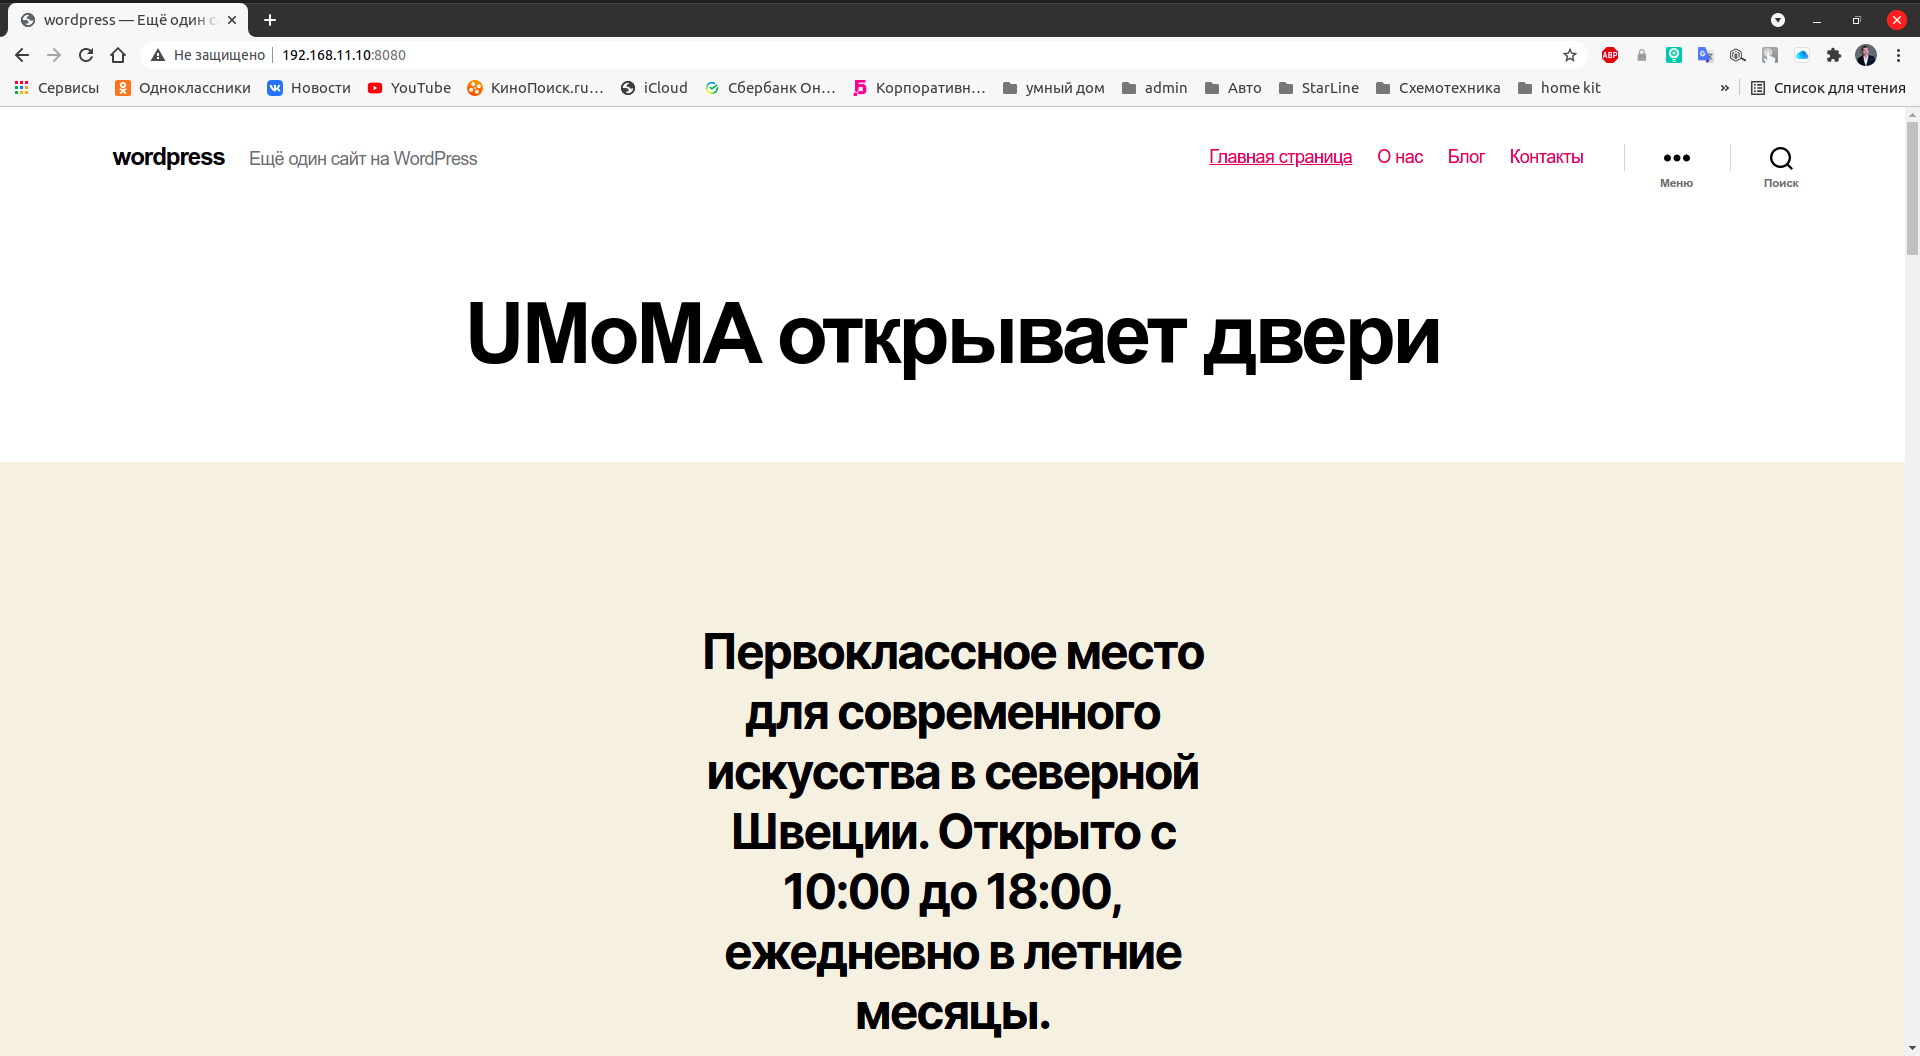 wordpress — Ещё один с
Не защищено 192.168.11.10:8080
Сервисы Одноклассники Новости YouTube КиноПоиск.ru… iCloud Сбербанк Он… Корпоративн… умный дом admin Авто StarLine Схемотехника home kit » Список для чтения
wordpress Ещё один сайт на WordPress Главная страница О нас Блог Контакты
Меню Поиск
UMoMA открывает двери
Первоклассное место
для современного
искусства в северной
Швеции. Открыто с
10:00 до 18:00,
ежедневно в летние
месяцы.